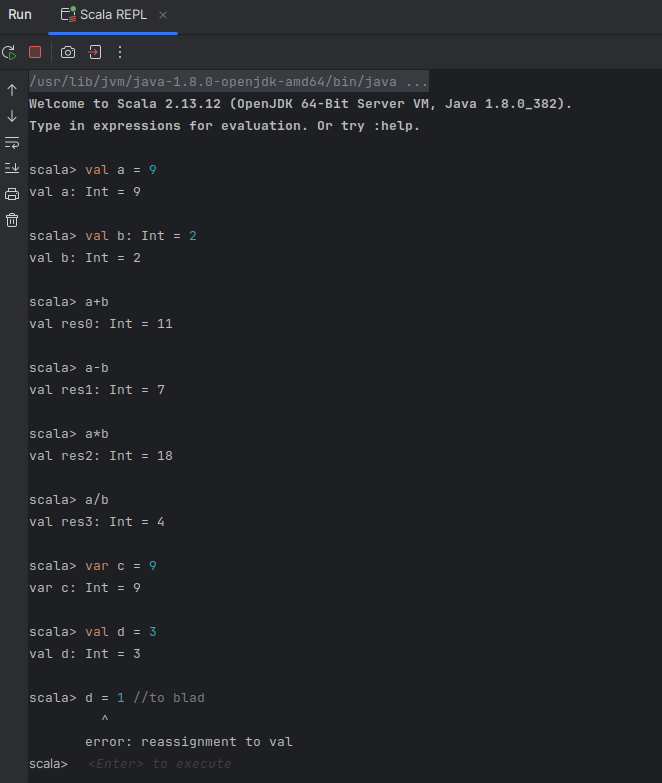 Run Scala REPL
/usr/lib/jvm/java-1.8.0-openjdk-amd64/bin/java ...
Welcome to Scala 2.13.12 (OpenJDK 64-Bit Server VM, Java 1.8.0_382).
Type in expressions for evaluation. Or try :help.
scala> val a = 9
val a: Int = 9
scala> val b: Int = 2
val b: Int = 2
scala> a+b
val res0: Int = 11
scala> a-b
val res1: Int = 7
scala> a*b
val res2: Int = 18
scala> a/b
val res3: Int = 4
scala> var c = 9
var c: Int = 9
scala> val d = 3
val d: Int = 3
scala> d = 1 //to blad
^
error: reassignment to val
scala> <Enter> to execute